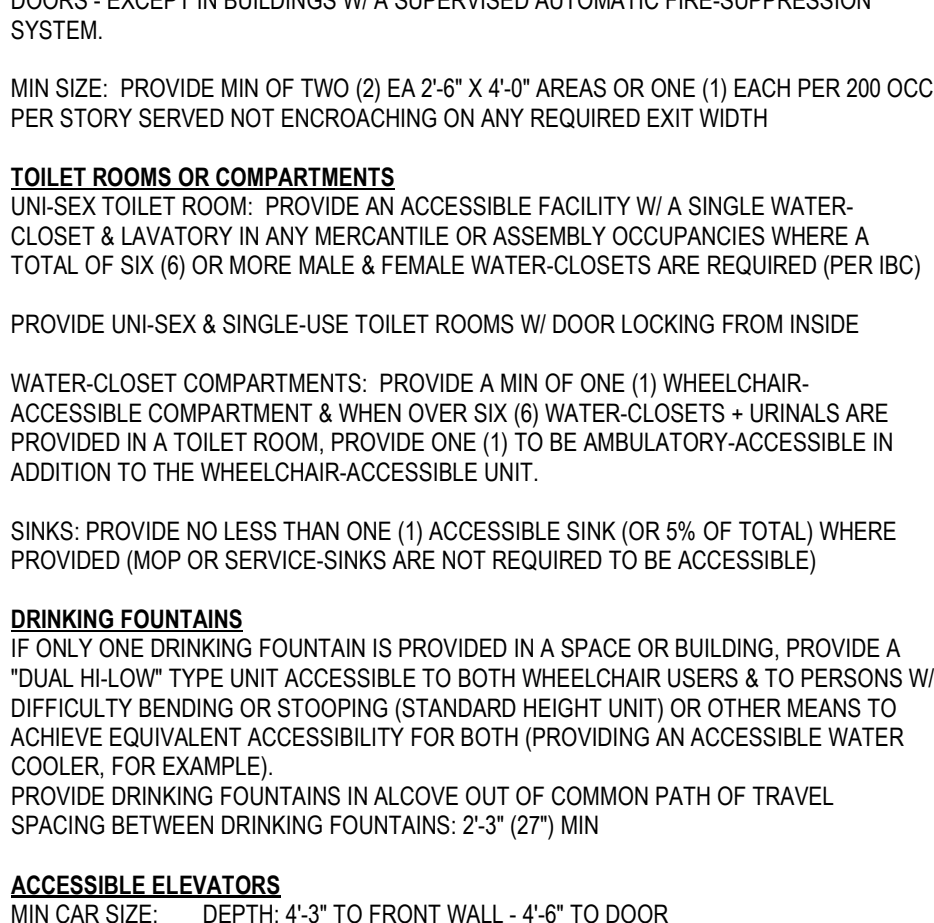 DOORS - EXCEPT IN BUILDINGS W/ A SUPERVISED AUTOMATIC FIRE-SUPPRESSION
SYSTEM.
MIN SIZE: PROVIDE MIN OF TWO (2) EA 2'-6" X 4'-0" AREAS OR ONE (1) EACH PER 200 OCC
PER STORY SERVED NOT ENCROACHING ON ANY REQUIRED EXIT WIDTH
TOILET ROOMS OR COMPARTMENTS
UNI-SEX TOILET ROOM: PROVIDE AN ACCESSIBLE FACILITY W/ A SINGLE WATER-
CLOSET & LAVATORY IN ANY MERCANTILE OR ASSEMBLY OCCUPANCIES WHERE A
TOTAL OF SIX (6) OR MORE MALE & FEMALE WATER-CLOSETS ARE REQUIRED (PER IBC)
PROVIDE UNI-SEX & SINGLE-USE TOILET ROOMS W/ DOOR LOCKING FROM INSIDE
WATER-CLOSET COMPARTMENTS: PROVIDE A MIN OF ONE (1) WHEELCHAIR-
ACCESSIBLE COMPARTMENT & WHEN OVER SIX (6) WATER-CLOSETS + URINALS ARE
PROVIDED IN A TOILET ROOM, PROVIDE ONE (1) TO BE AMBULATORY-ACCESSIBLE IN
ADDITION TO THE WHEELCHAIR-ACCESSIBLE UNIT.
SINKS: PROVIDE NO LESS THAN ONE (1) ACCESSIBLE SINK (OR 5% OF TOTAL) WHERE
PROVIDED (MOP OR SERVICE-SINKS ARE NOT REQUIRED TO BE ACCESSIBLE)
DRINKING FOUNTAINS
IF ONLY ONE DRINKING FOUNTAIN IS PROVIDED IN A SPACE OR BUILDING, PROVIDE A
"DUAL HI-LOW" TYPE UNIT ACCESSIBLE TO BOTH WHEELCHAIR USERS & TO PERSONS W/
DIFFICULTY BENDING OR STOOPING (STANDARD HEIGHT UNIT) OR OTHER MEANS TO
ACHIEVE EQUIVALENT ACCESSIBILITY FOR BOTH (PROVIDING AN ACCESSIBLE WATER
COOLER, FOR EXAMPLE).
PROVIDE DRINKING FOUNTAINS IN ALCOVE OUT OF COMMON PATH OF TRAVEL
SPACING BETWEEN DRINKING FOUNTAINS: 2'-3" (27") MIN
ACCESSIBLE ELEVATORS
MIN CAR SIZE: DEPTH: 4'-3" TO FRONT WALL - 4'-6" TO DOOR